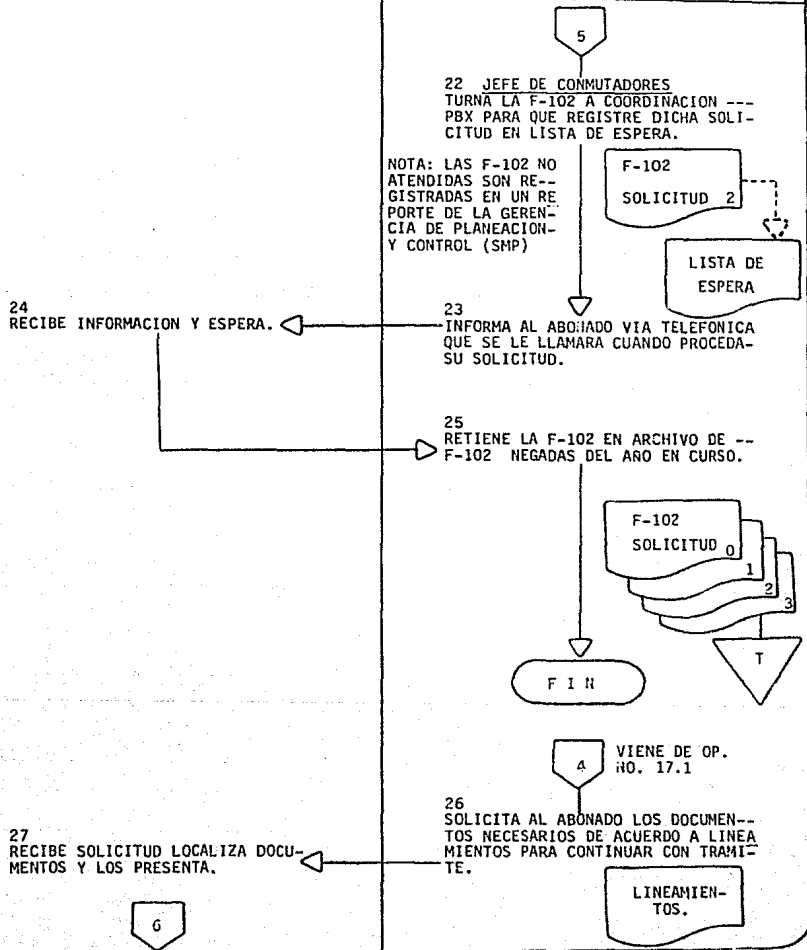 5
22 JEFE DE CONMUTADORES
TURNA LA F-102 A COORDINACION ---
PBX PARA QUE REGISTRE DICHA SOLI-
CITUD EN LISTA DE ESPERA.
NOTA: LAS F-102 NO
ATENDIDAS SON RE--
GISTRADAS EN UN RE
PORTE DE LA GEREN-
CIA DE PLANEACION-
Y CONTROL (SMP)
F-102
SOLICITUD 2
LISTA DE
ESPERA
24
RECIBE INFORMACION Y ESPERA.
23
INFORMA AL ABONADO VIA TELEFONICA
QUE SE LE LLAMARA CUANDO PROCEDA-
SU SOLICITUD.
25
RETIENE LA F-102 EN ARCHIVO DE --
F-102 NEGADAS DEL AÑO EN CURSO.
F-102
SOLICITUD 0
1
2
3
T
F I N
4
VIENE DE OP.
NO. 17.1
26
SOLICITA AL ABONADO LOS DOCUMEN--
TOS NECESARIOS DE ACUERDO A LINEA
MIENTOS PARA CONTINUAR CON TRAMI-
TE.
27
RECIBE SOLICITUD LOCALIZA DOCU-
MENTOS Y LOS PRESENTA.
LINEAMIEN-
TOS.
6